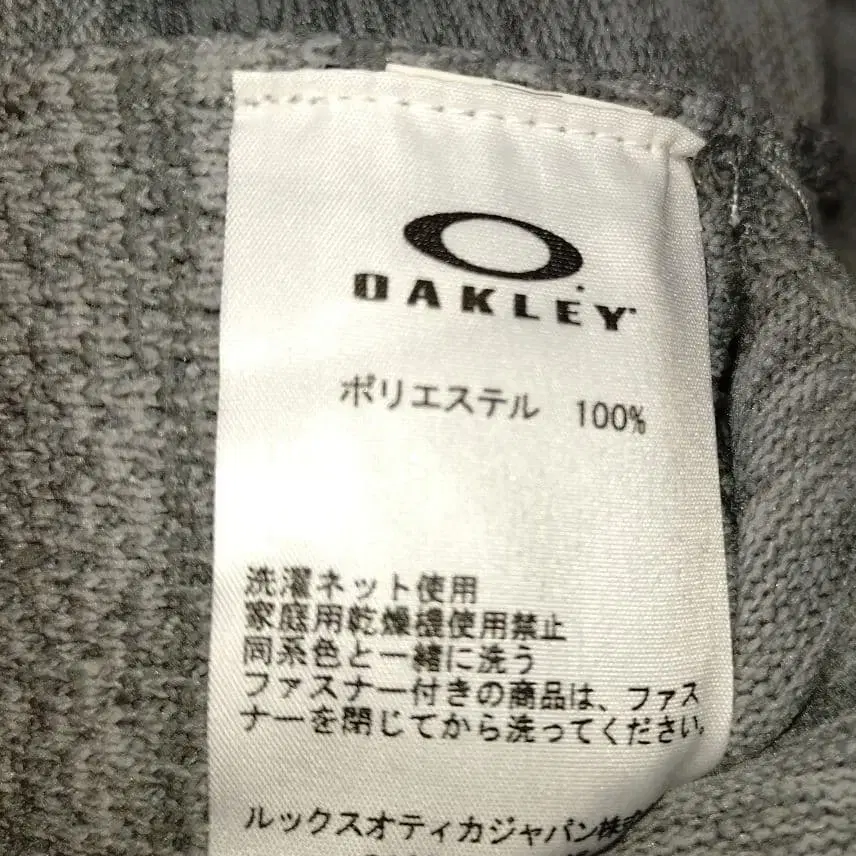 OAKLEY
ポリエステル 100%
洗濯ネット使用
家庭用乾燥機使用禁止
同系色と一緒に洗う
ファスナー付きの商品は、ファス
ナーを閉じてから洗ってください。
ルックスオティカジャパン株式